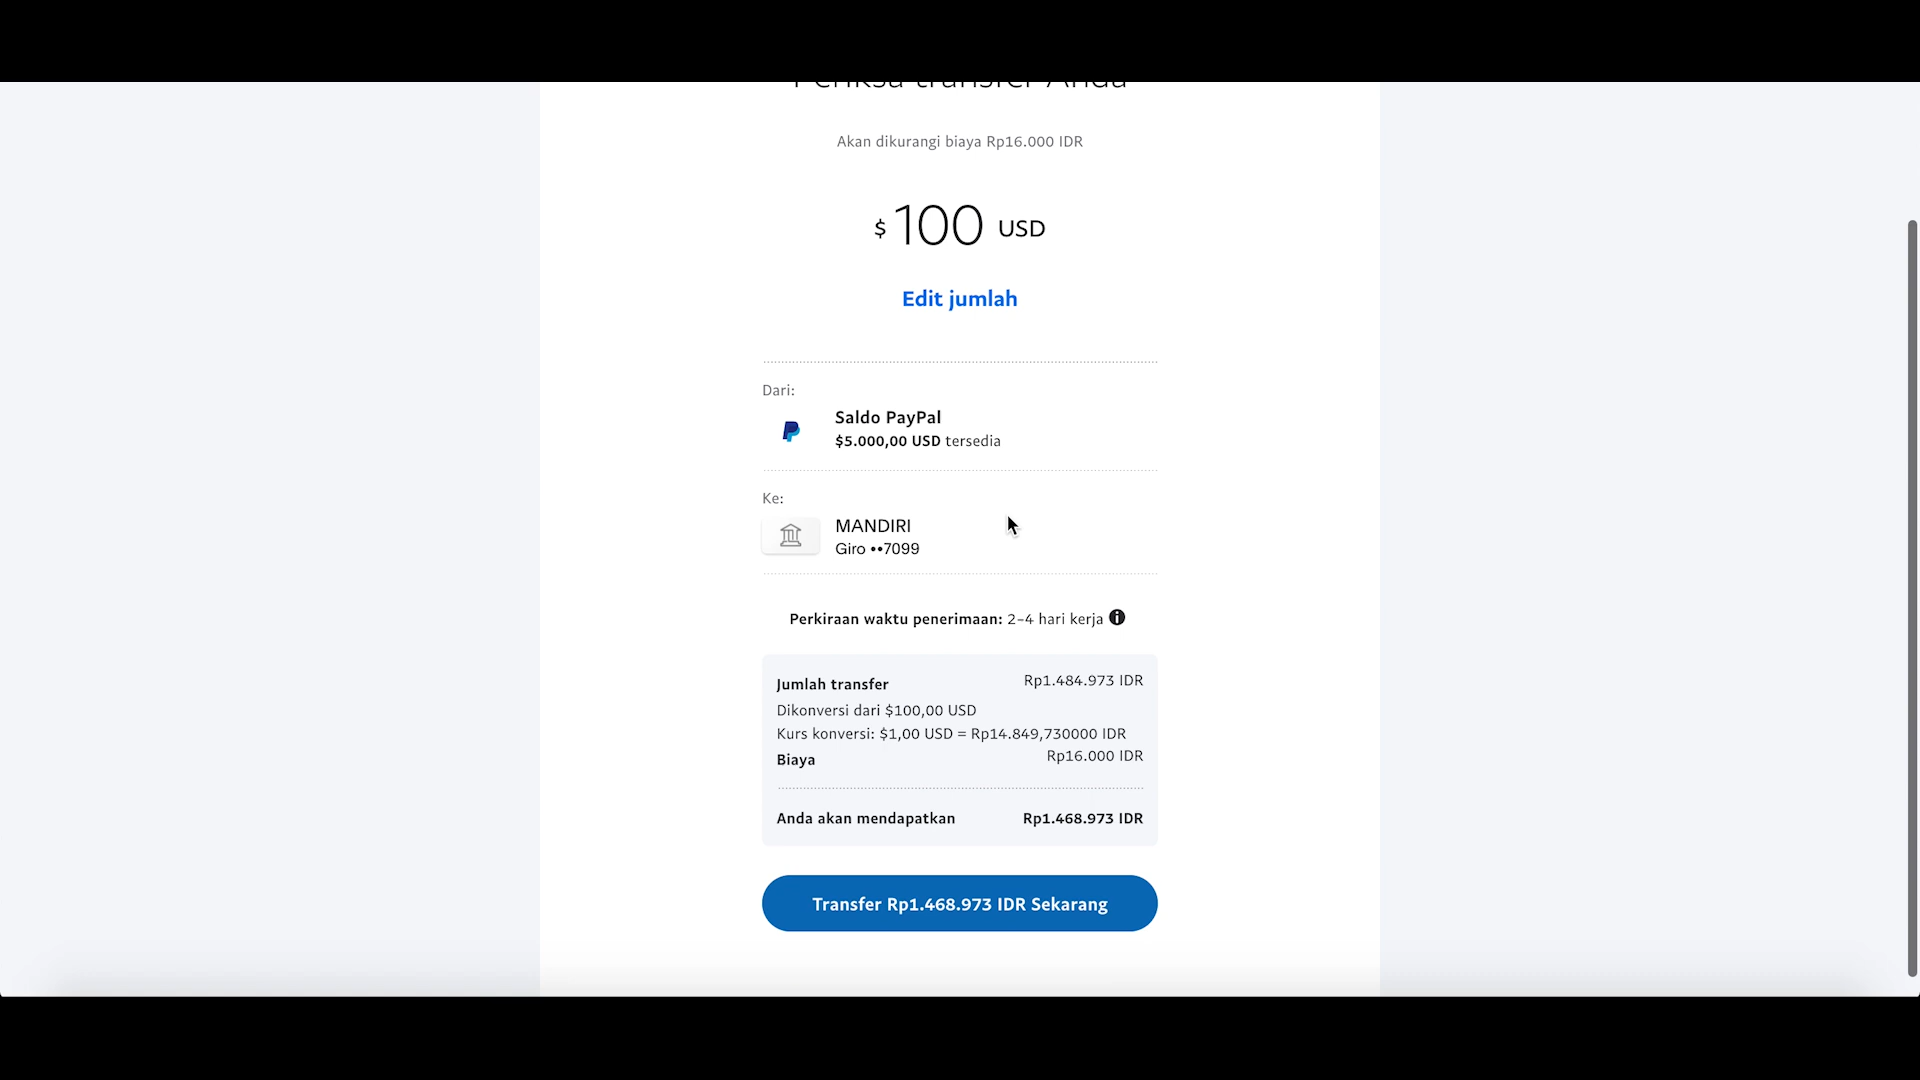 Periksa transfer Anda
Akan dikurangi biaya Rp16.000 IDR
$ 100 USD
Edit jumlah
Dari:
Saldo PayPal
$5.000,00 USD tersedia
Ke:
MANDIRI
Giro ••7099
Perkiraan waktu penerimaan: 2–4 hari kerja
Jumlah transfer Rp1.484.973 IDR
Dikonversi dari $100,00 USD
Kurs konversi: $1,00 USD = Rp14.849,730000 IDR
Biaya Rp16.000 IDR
Anda akan mendapatkan Rp1.468.973 IDR
Transfer Rp1.468.973 IDR Sekarang